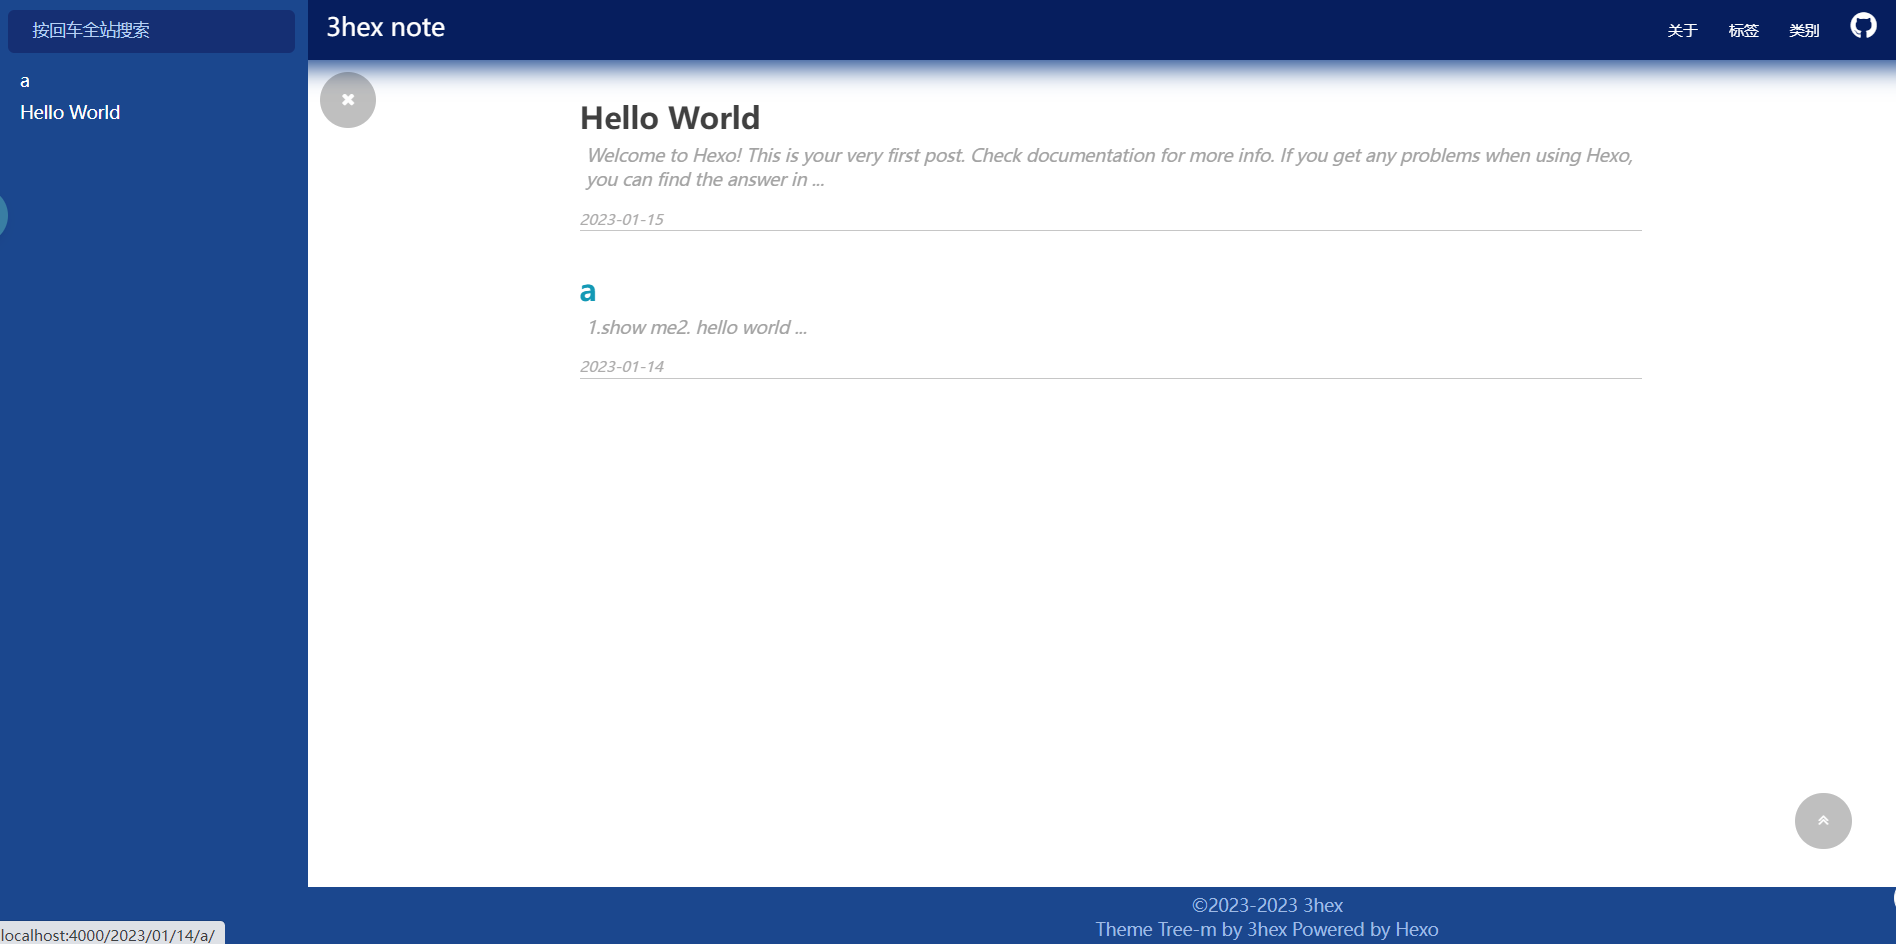 按回车全站搜索
a
Hello World
3hex note
关于 标签 类别
Hello World
Welcome to Hexo! This is your very first post. Check documentation for more info. If you get any problems when using Hexo,
you can find the answer in ...
2023-01-15
a
1.show me2. hello world ...
2023-01-14
©2023-2023 3hex
Theme Tree-m by 3hex Powered by Hexo
localhost:4000/2023/01/14/a/